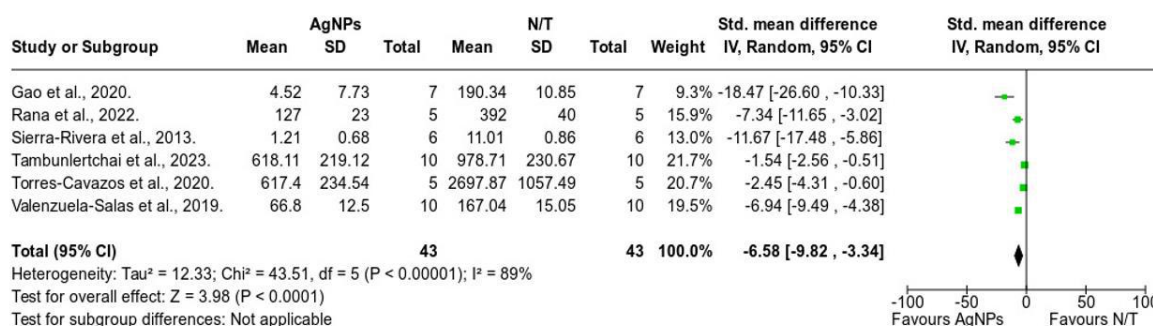 AgNPs N/T Std. mean difference Std. mean difference
Study or Subgroup Mean SD Total Mean SD Total Weight IV, Random, 95% CI IV, Random, 95% CI
Gao et al., 2020. 4.52 7.73 7 190.34 10.85 7 9.3% -18.47 [-26.60 , -10.33]
Rana et al., 2022. 127 23 5 392 40 5 15.9% -7.34 [-11.65 , -3.02]
Sierra-Rivera et al., 2013. 1.21 0.68 6 11.01 0.86 6 13.0% -11.67 [-17.48 , -5.86]
Tambunlertchai et al., 2023. 618.11 219.12 10 978.71 230.67 10 21.7% -1.54 [-2.56 , -0.51]
Torres-Cavazos et al., 2020. 617.4 234.54 5 2697.87 1057.49 5 20.7% -2.45 [-4.31 , -0.60]
Valenzuela-Salas et al., 2019. 66.8 12.5 10 167.04 15.05 10 19.5% -6.94 [-9.49 , -4.38]
Total (95% CI) 43 43 100.0% -6.58 [-9.82 , -3.34]
Heterogeneity: Tau² = 12.33; Chi² = 43.51, df = 5 (P < 0.00001); I² = 89%
Test for overall effect: Z = 3.98 (P < 0.0001) -100 -50 0 50 100
Test for subgroup differences: Not applicable Favours AgNPs Favours N/T